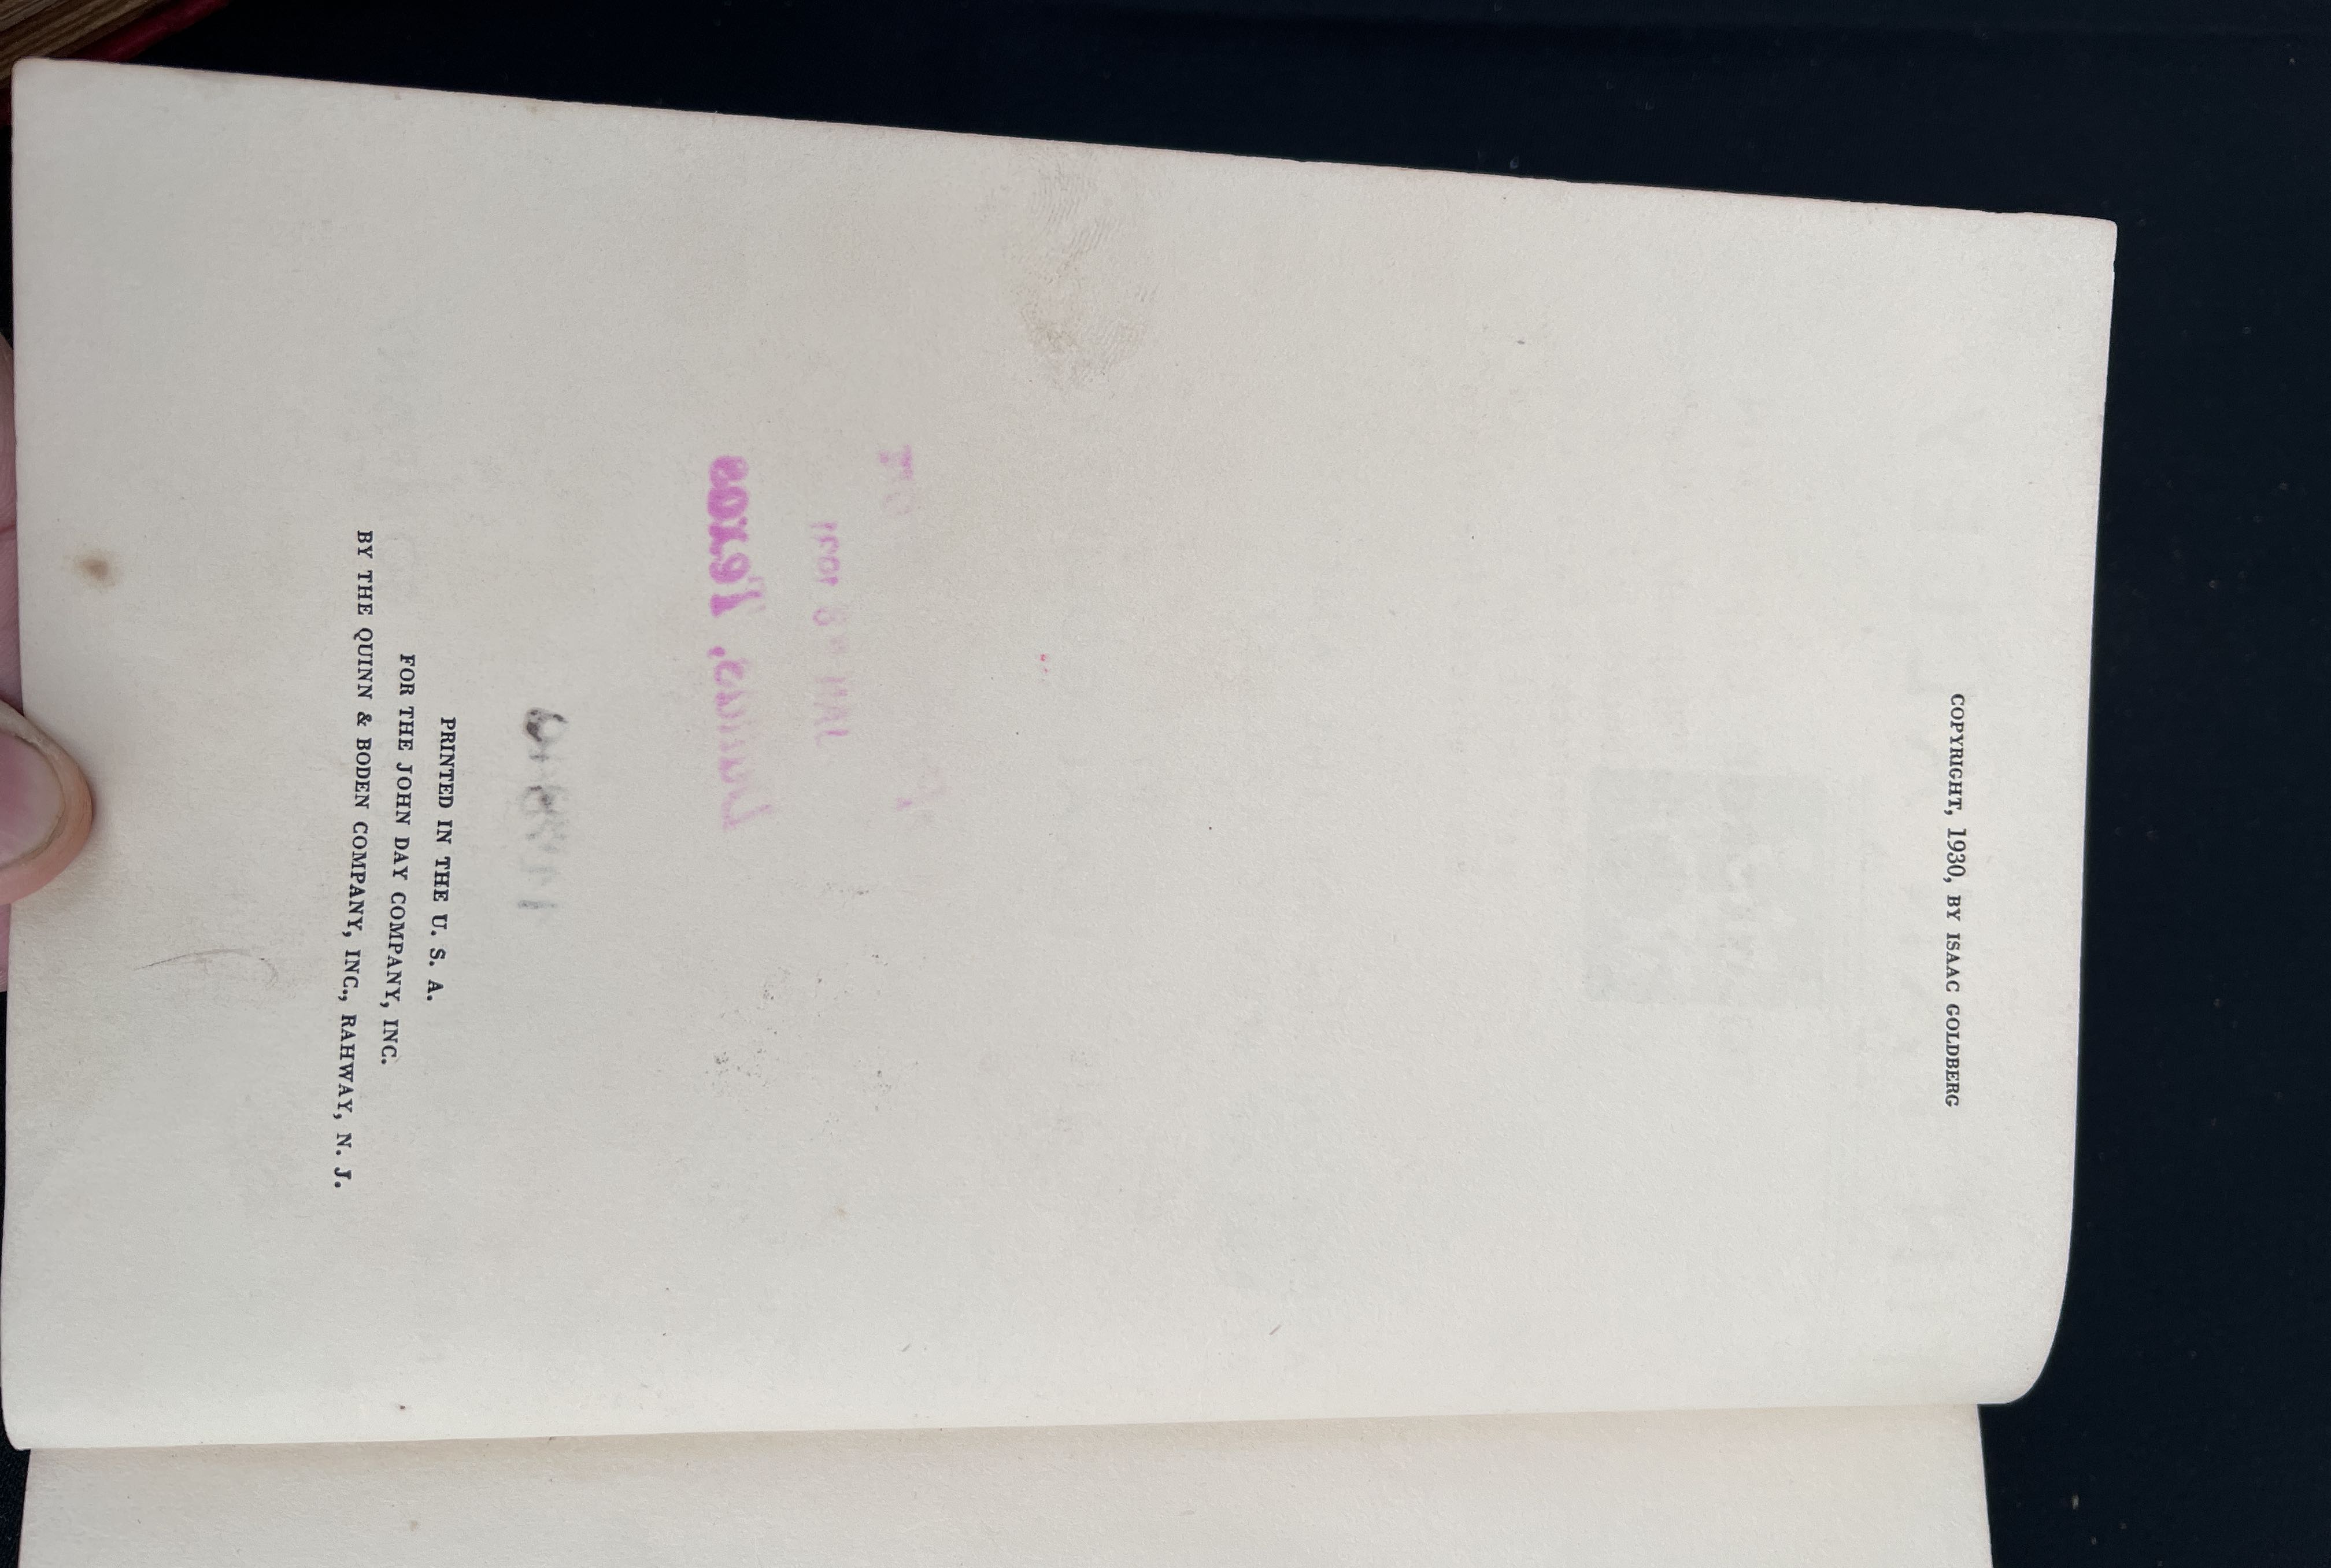 COPYRIGHT, 1930, BY ISAAC GOLDBERG
Texas
PRINTED IN THE U. S. A.
FOR THE JOHN DAY COMPANY, INC.
BY THE QUINN & BODEN COMPANY, INC., RAHWAY, N. J.